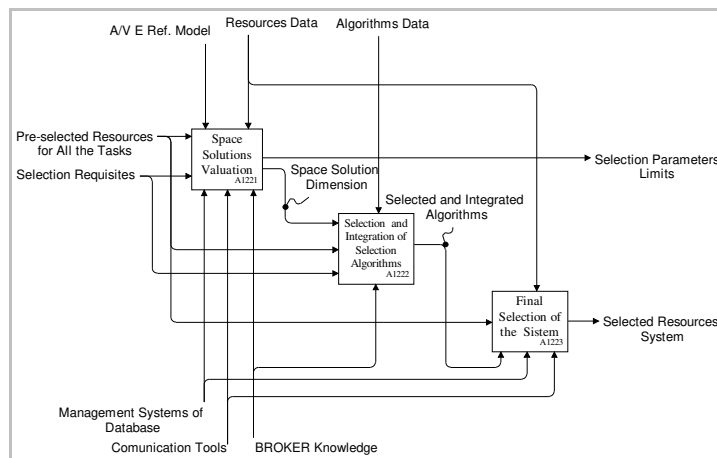 Resources Data
Algorithms Data
A/V E Ref. Model
Pre-selected Resources
for All the Tasks
Space
Solutions
Valuation
A1221
Selection Parameters
Limits
Selection Requisites
Space Solution
Dimension
Selected and Integrated
Algorithms
Selection and
Integration of
Selection
Algorithms
A1222
Final
Selection of
the Sistem
A1223
Selected Resources
System
Management Systems of
Database
Comunication Tools
BROKER Knowledge